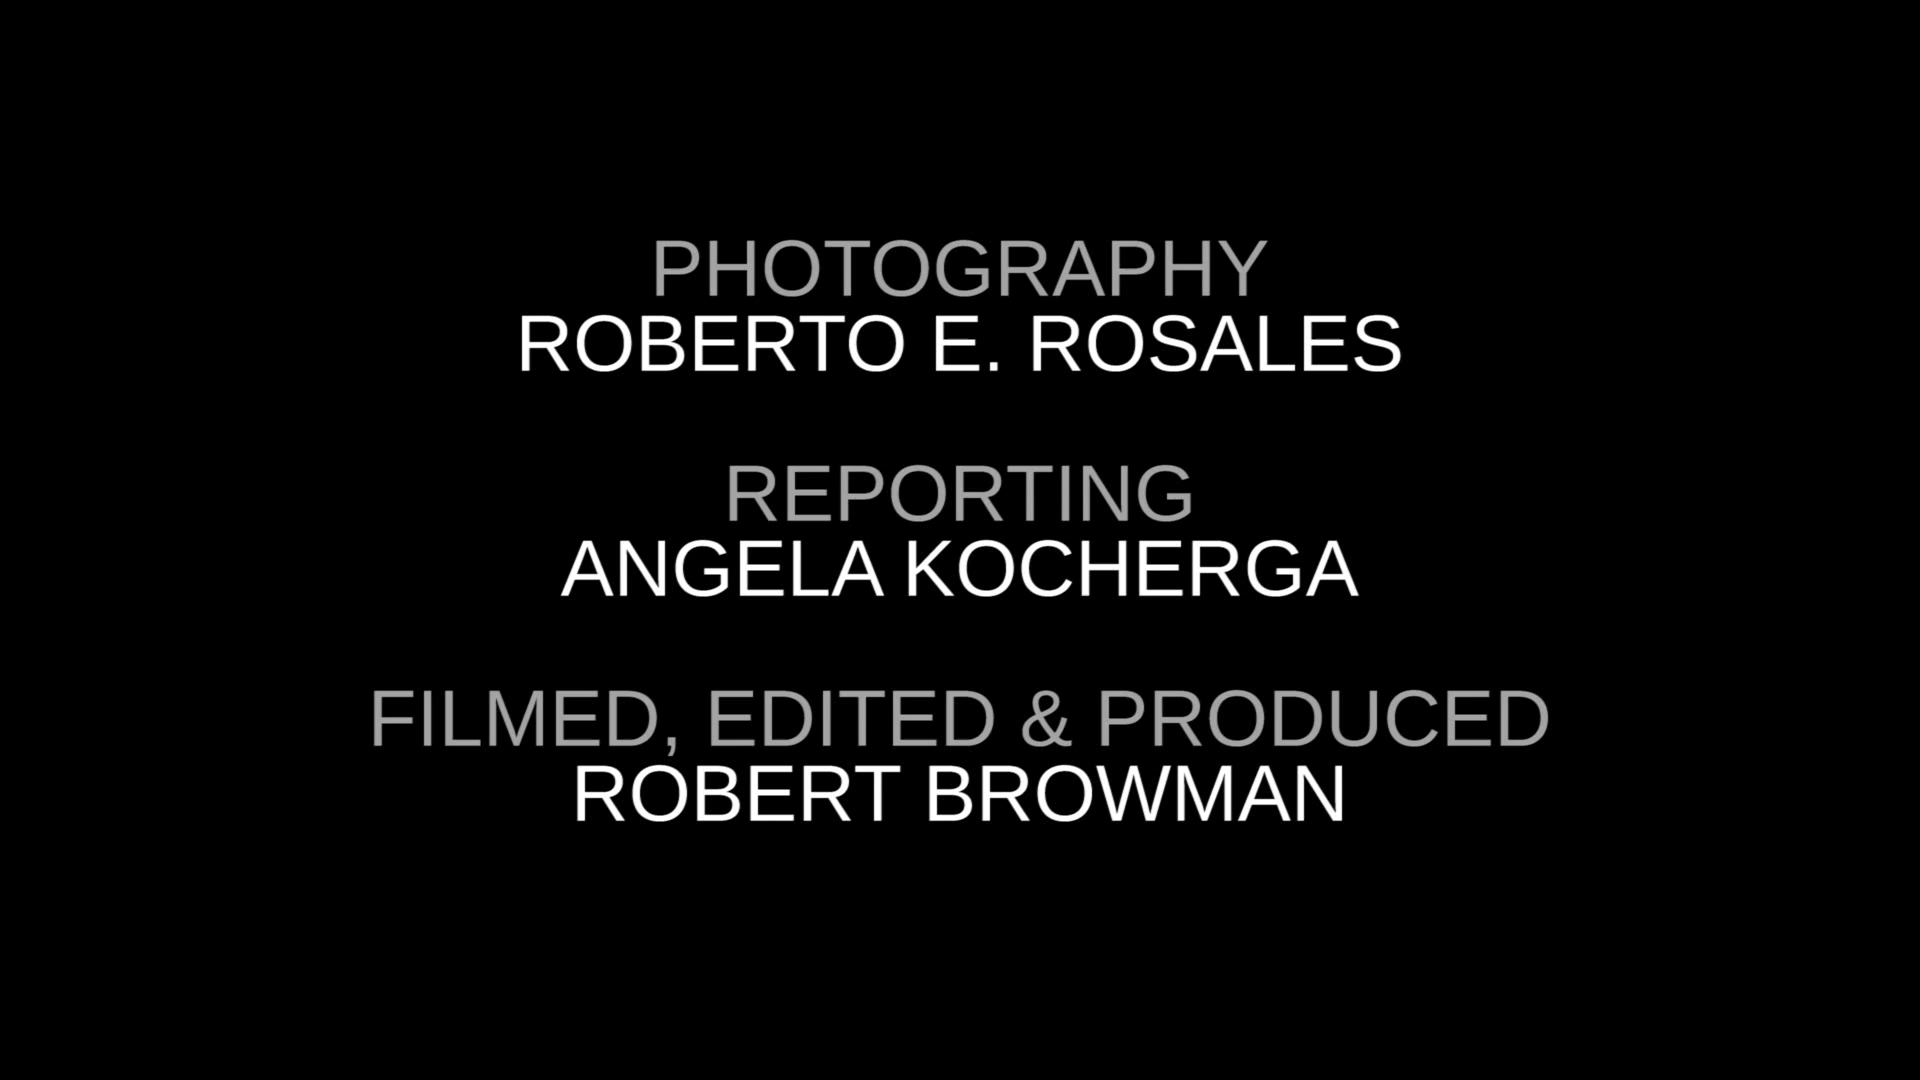 PHOTOGRAPHY
ROBERTO E. ROSALES
REPORTING
ANGELA KOCHERGA
FILMED, EDITED & PRODUCED
ROBERT BROWMAN